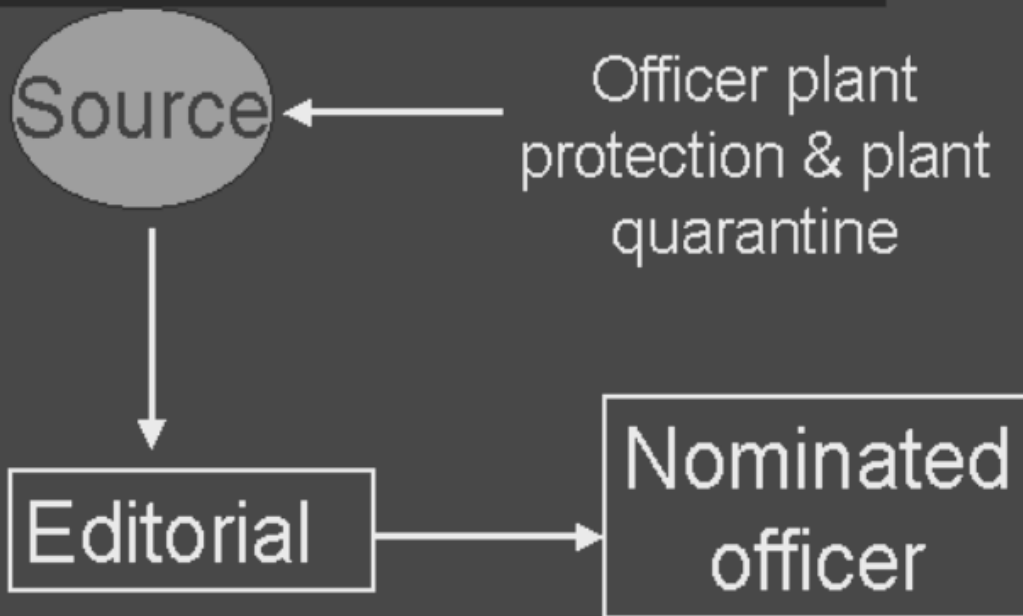 Source
Officer plant
protection & plant
quarantine
Editorial
Nominated
officer